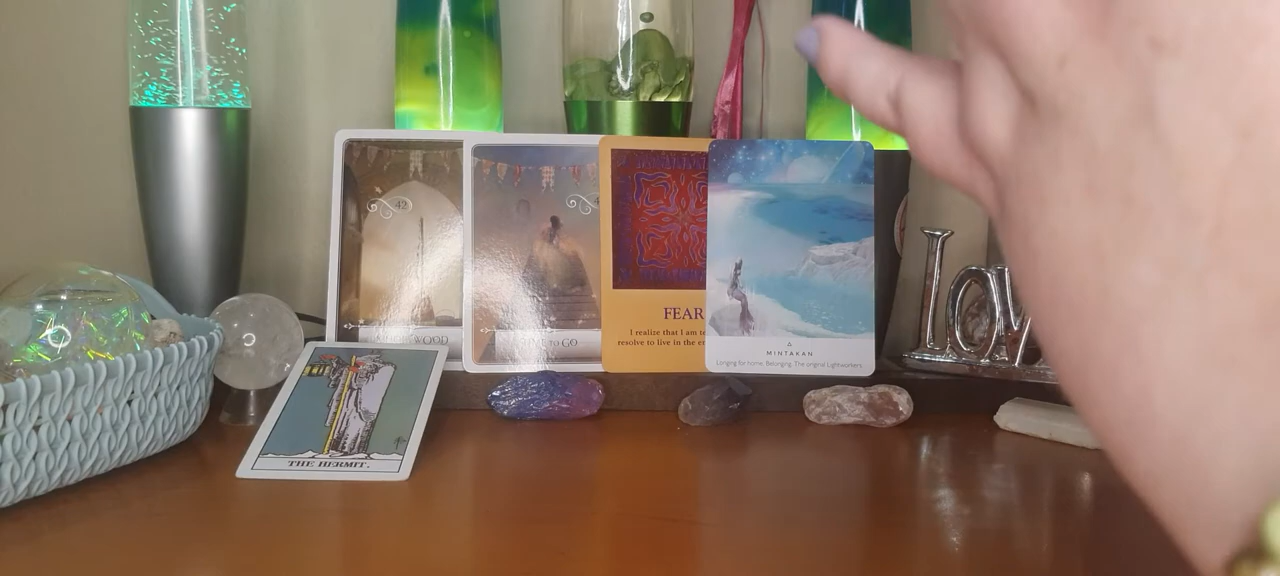 42
WOOD
TIME TO GO
FEAR
I realize that I am
resolve to live in the
MINTAKAN
Longing for home, Belonging, The original Lightworkers
THE HERMIT.
love